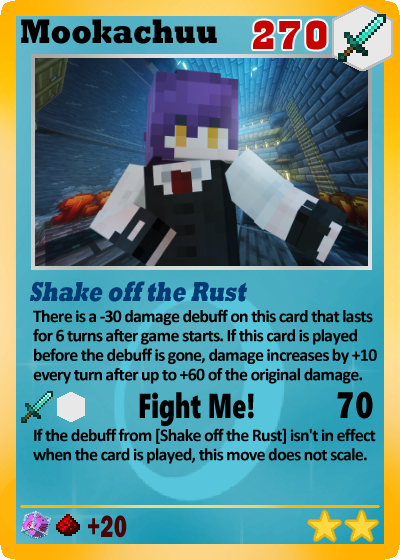 Mookachuu 270
Shake off the Rust
There is a -30 damage debuff on this card that lasts
for 6 turns after game starts. If this card is played
before the debuff is gone, damage increases by +10
every turn after up to +60 of the original damage.
Fight Me! 70
If the debuff from [Shake off the Rust] isn't in effect
when the card is played, this move does not scale.
+20